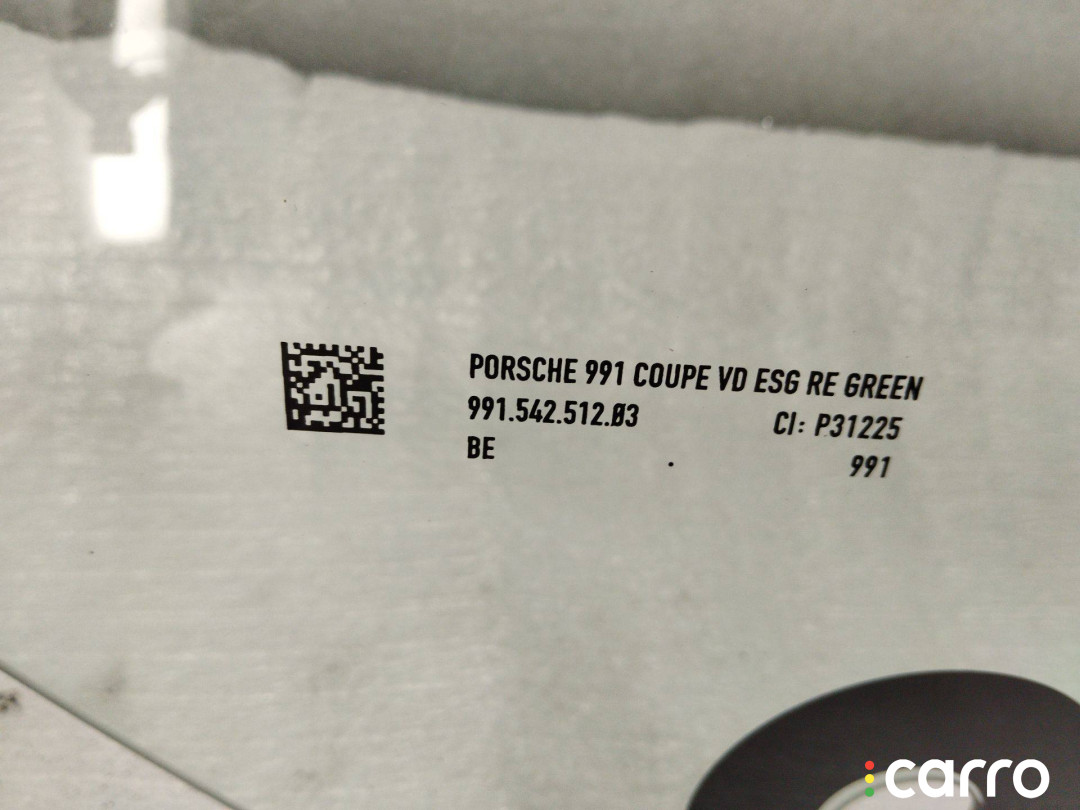 PORSCHE 991 COUPE VD ESG RE GREEN
991.542.512.03 CI: P31225
BE 991
carro